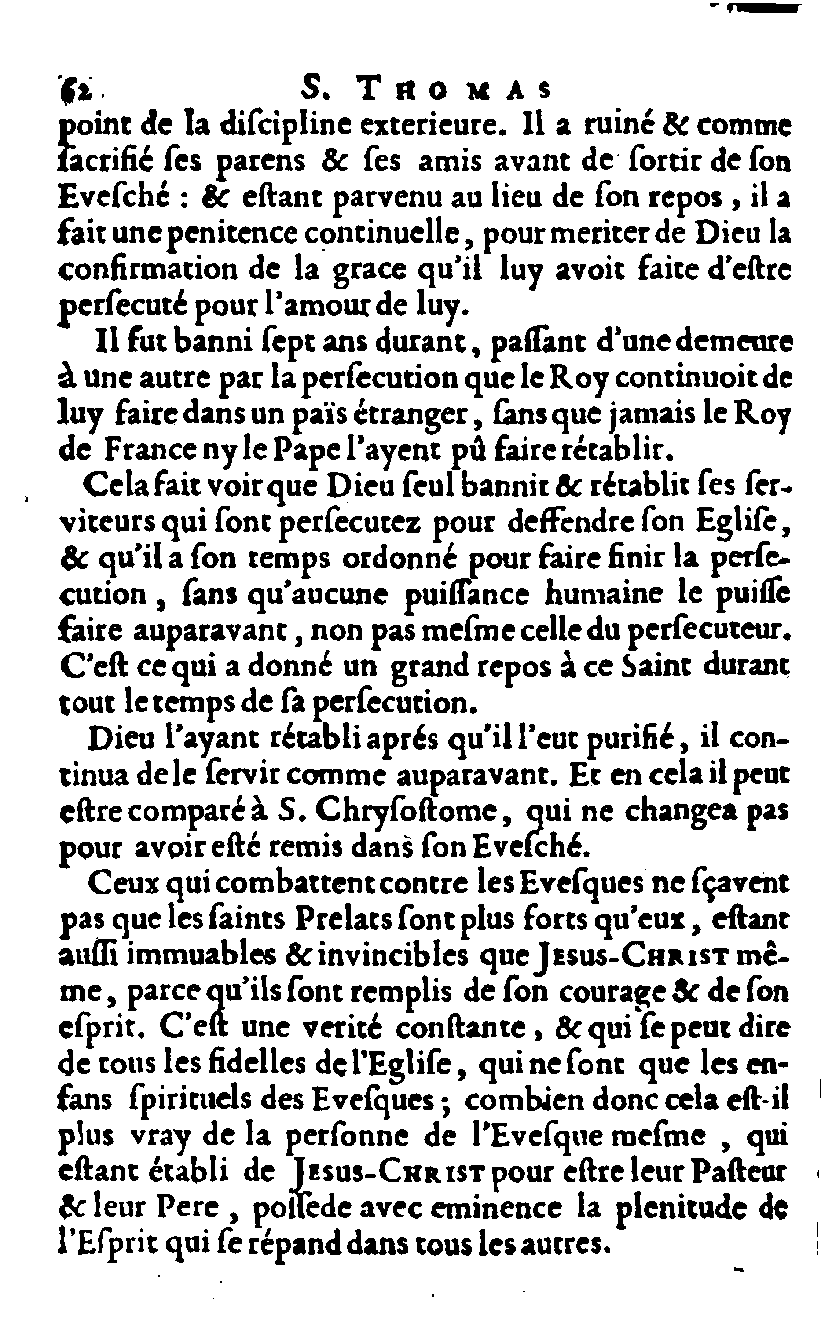 62. S. THOMAS
point de la diſcipline exterieure. Il a ruiné & comme
ſacrifié ſes parens & ſes amis avant de ſortir de ſon
Eveſché : & eſtant parvenu au lieu de ſon repos, il a
fait une penitence continuelle, pour meriter de Dieu la
confirmation de la grace qu'il luy avoit faite d'eſtre
perſecuté pour l'amour de luy.
Il fut banni ſept ans durant, paſſant d'une demeure
à une autre par la perſecution que le Roy continuoit de
luy faire dans un païs étranger, ſans que jamais le Roy
de France ny le Pape l'ayent pû faire rétablir.
Cela fait voir que Dieu ſeul bannit & rétablit ſes ſer-
viteurs qui ſont perſecutez pour deffendre ſon Egliſe,
& qu'il a ſon temps ordonné pour faire finir la perſe-
cution, ſans qu'aucune puiſſance humaine le puiſſe
faire auparavant, non pas meſme celle du perſecuteur.
C'eſt ce qui a donné un grand repos à ce Saint durant
tout le temps de ſa perſecution.
Dieu l'ayant rétabli aprés qu'il l'eut purifié, il con-
tinua de le ſervir comme auparavant. Et en cela il peut
eſtre comparé à S. Chryſoſtome, qui ne changea pas
pour avoir eſté remis dans ſon Eveſché.
Ceux qui combattent contre les Eveſques ne ſçavent
pas que les ſaints Prelats ſont plus forts qu'eux, eſtant
auſſi immuables & invincibles que JESUS-CHRIST mê-
me, parce qu'ils ſont remplis de ſon courage & de ſon
eſprit. C'eſt une verité conſtante, & qui ſe peut dire
de tous les fidelles de l'Egliſe, qui ne ſont que les en-
fans ſpirituels des Eveſques ; combien donc cela eſt-il
plus vray de la perſonne de l'Eveſque meſme, qui
eſtant établi de JESUS-CHRIST pour eſtre leur Paſteur
& leur Pere, poſſede avec eminence la plenitude de
l'Eſprit qui ſe répand dans tous les autres.